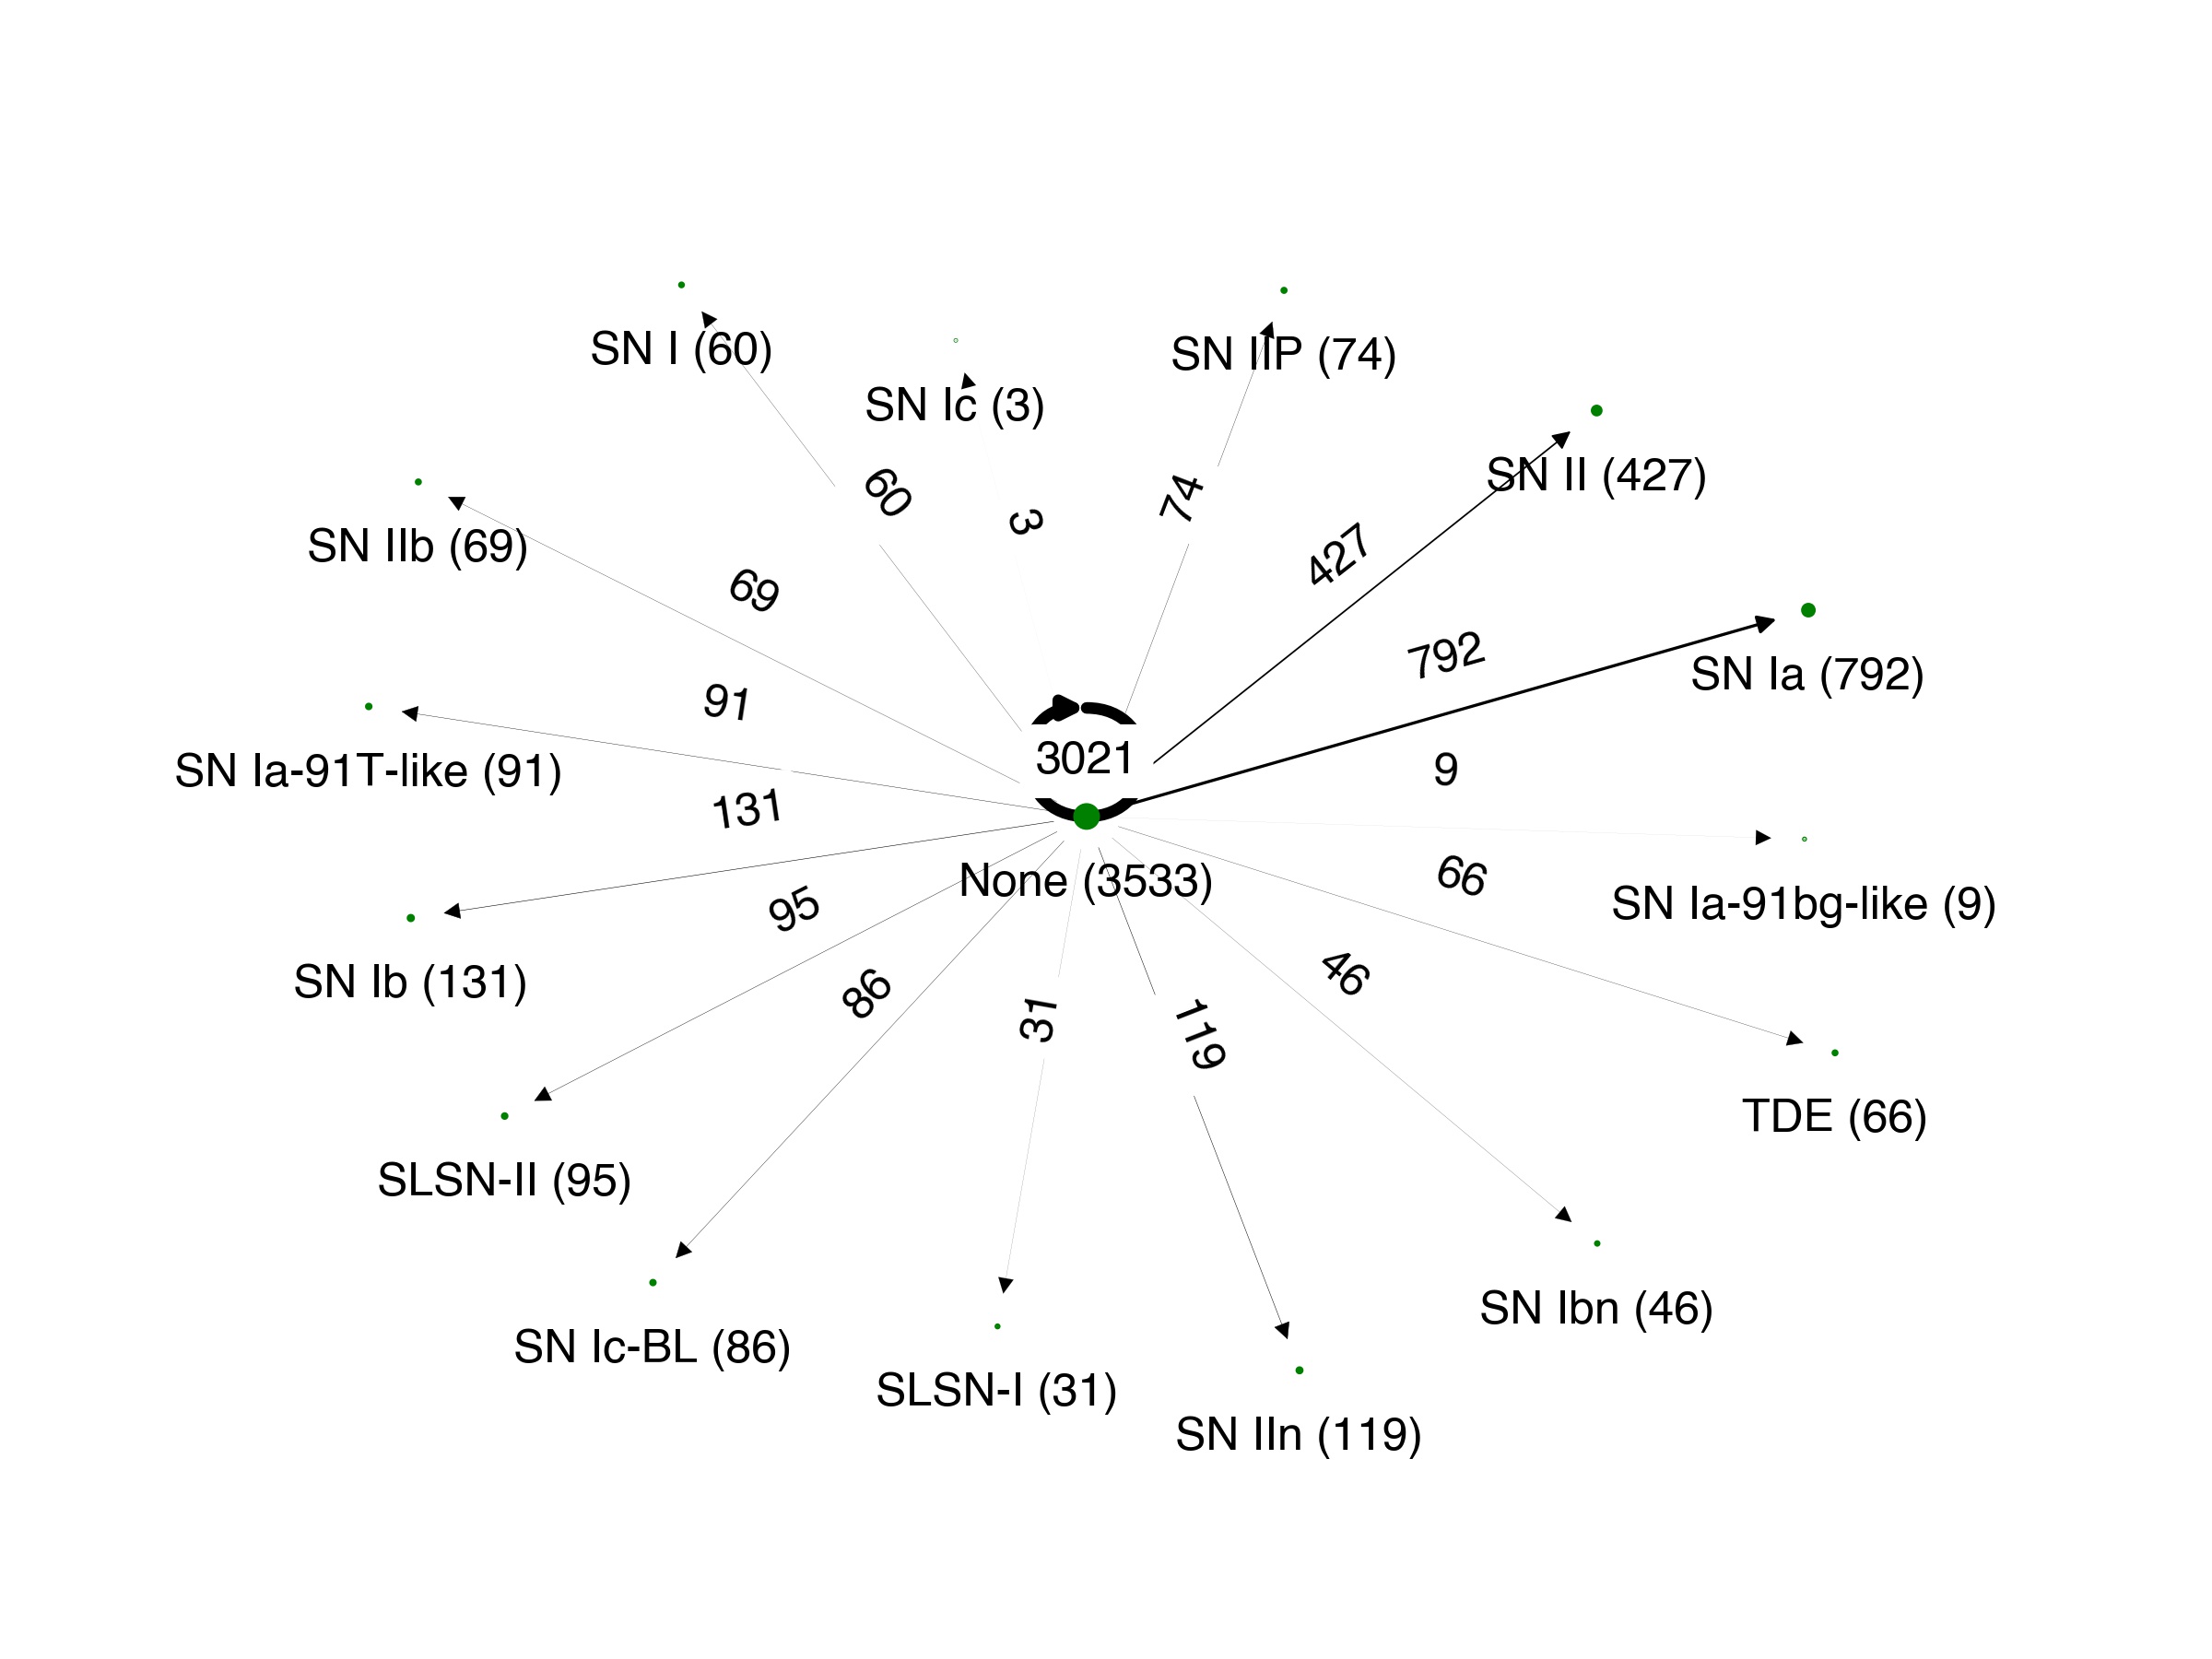 SN I (60)
SN IIP (74)
SN Ic (3)
SN II (427)
60
74
3
SN IIb (69)
427
69
792
SN Ia (792)
91
3021
9
SN Ia-91T-like (91)
131
None (3533)
66
SN Ia-91bg-like (9)
95
SN Ib (131)
86
46
31
119
TDE (66)
SLSN-II (95)
SN Ibn (46)
SN Ic-BL (86)
SLSN-I (31)
SN IIn (119)